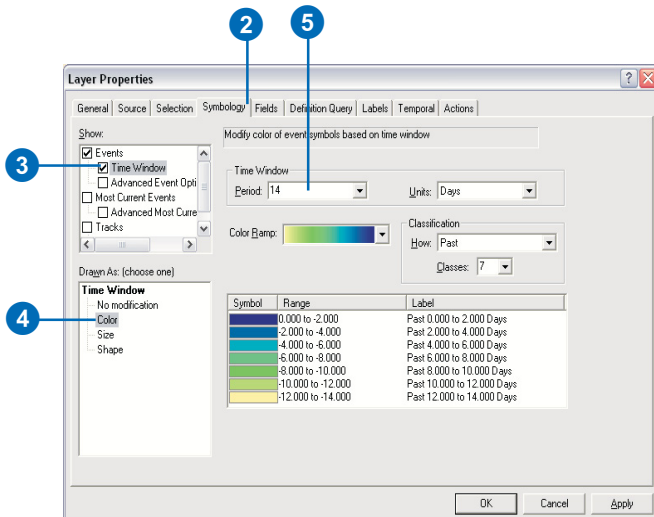 2
5
Layer Properties
General Source Selection Symbology Fields Definition Query Labels Temporal Actions
Show:
Modify color of event symbols based on time window
3
Events
Time Window
Advanced Event Opti
Most Current Events
Advanced Most Curre
Tracks
Time Window
Period: 14
Units: Days
Color Ramp:
Classification
How: Past
Classes: 7
Drawn As: (choose one)
4
Time Window
No modification
Color
Size
Shape
Symbol Range Label
0.000 to -2.000 Past 0.000 to 2.000 Days
-2.000 to -4.000 Past 2.000 to 4.000 Days
-4.000 to -6.000 Past 4.000 to 6.000 Days
-6.000 to -8.000 Past 6.000 to 8.000 Days
-8.000 to -10.000 Past 8.000 to 10.000 Days
-10.000 to -12.000 Past 10.000 to 12.000 Days
-12.000 to -14.000 Past 12.000 to 14.000 Days
OK Cancel Apply